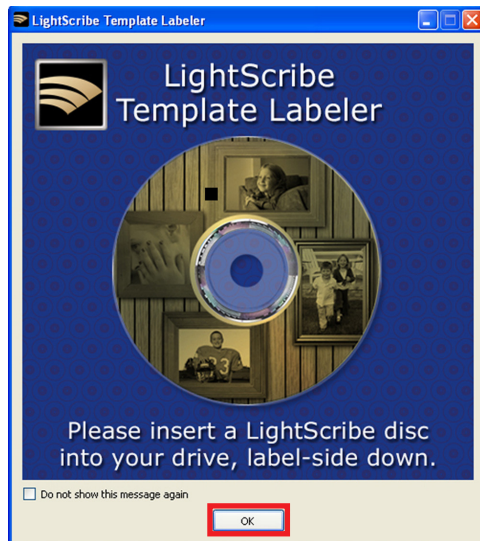 LightScribe Template Labeler
LightScribe
Template Labeler
Please insert a LightScribe disc
into your drive, label-side down.
Do not show this message again
OK